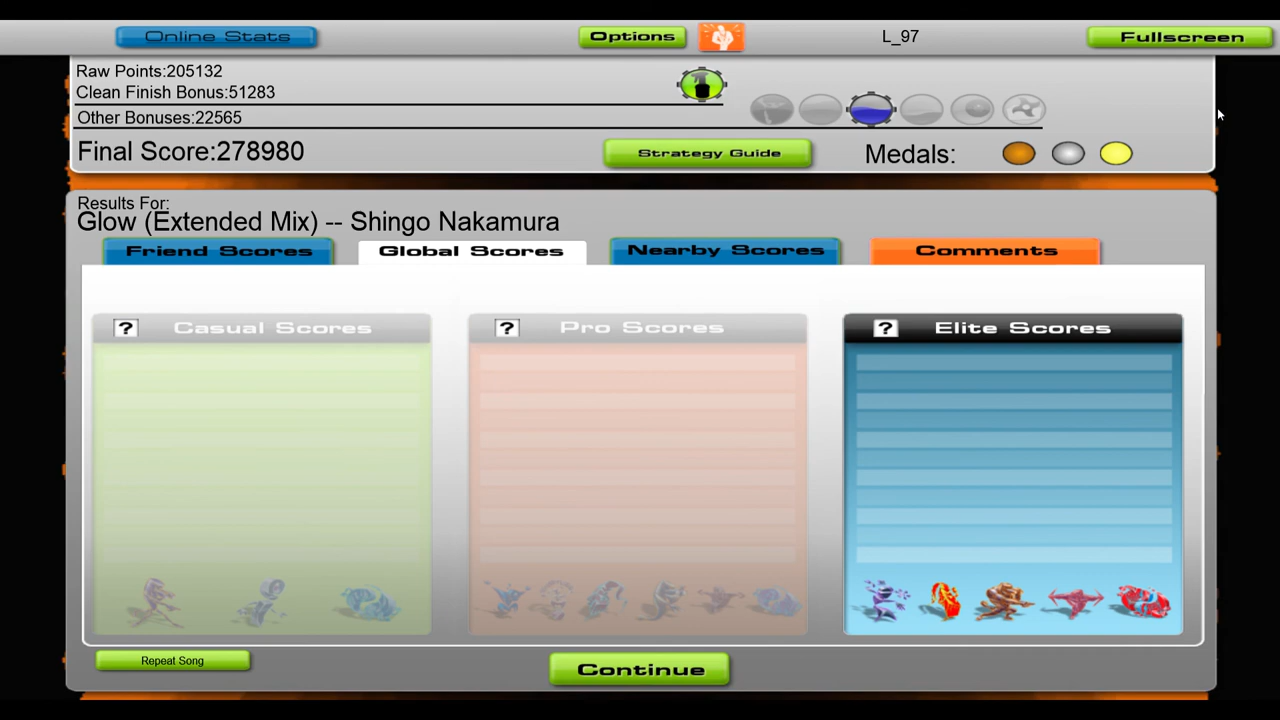 Online Stats
Options
L_97
Fullscreen
Raw Points:205132
Clean Finish Bonus:51283
Other Bonuses:22565
Final Score:278980
Strategy Guide
Medals:
Results For:
Glow (Extended Mix) -- Shingo Nakamura
Friend Scores
Global Scores
Nearby Scores
Comments
? Casual Scores
? Pro Scores
? Elite Scores
Repeat Song
Continue